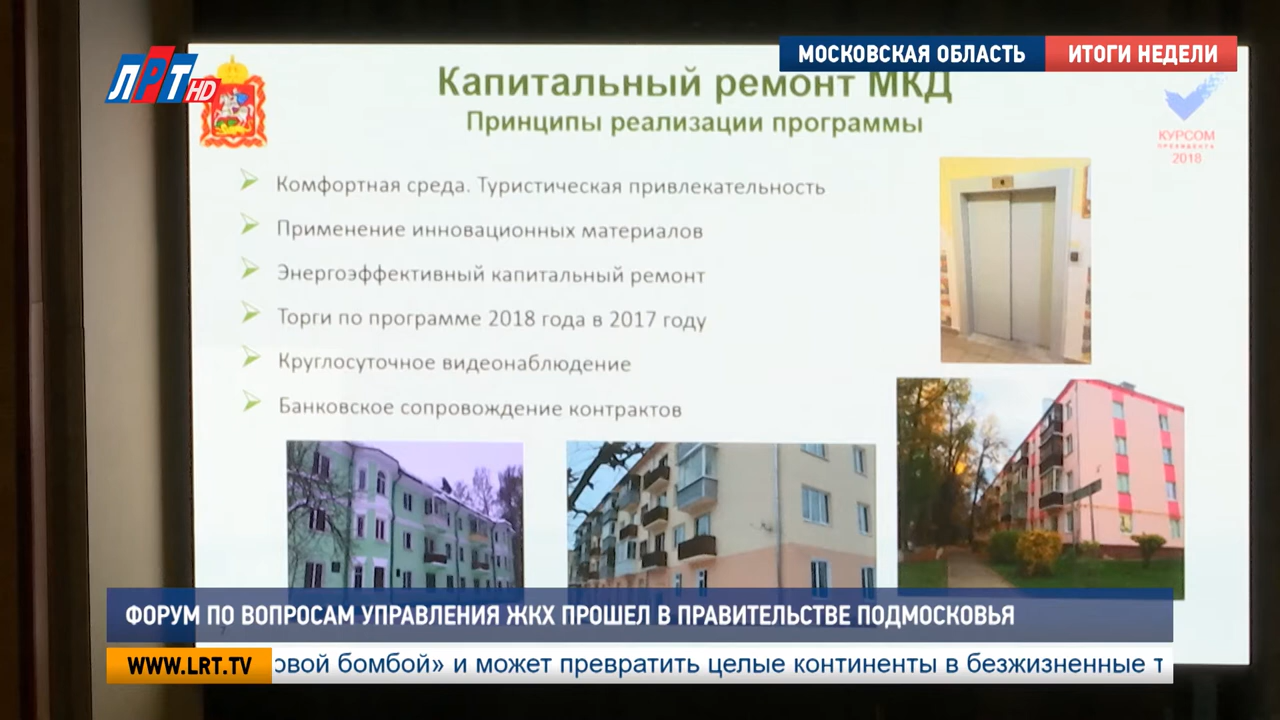 ЛРТ HD
МОСКОВСКАЯ ОБЛАСТЬ
ИТОГИ НЕДЕЛИ
Капитальный ремонт МКД
Принципы реализации программы
КУРСОМ
ПРЕЗИДЕНТА
2018
Комфортная среда. Туристическая привлекательность
Применение инновационных материалов
Энергоэффективный капитальный ремонт
Торги по программе 2018 года в 2017 году
Круглосуточное видеонаблюдение
Банковское сопровождение контрактов
ФОРУМ ПО ВОПРОСАМ УПРАВЛЕНИЯ ЖКХ ПРОШЕЛ В ПРАВИТЕЛЬСТВЕ ПОДМОСКОВЬЯ
WWW.LRT.TV
овой бомбой» и может превратить целые континенты в безжизненные т